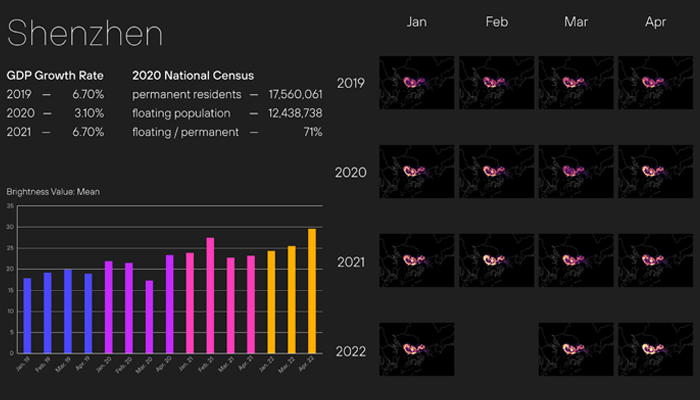 Shenzhen
GDP Growth Rate
2019 — 6.70%
2020 — 3.10%
2021 — 6.70%
2020 National Census
permanent residents — 17,560,061
floating population — 12,438,738
floating / permanent — 71%
Brightness Value: Mean
35
30
25
20
15
10
5
0
Jan. 19
Feb. 19
Mar. 19
Apr. 19
Jan. 20
Feb. 20
Mar. 20
Apr. 20
Jan. 21
Feb. 21
Mar. 21
Apr. 21
Jan. 22
Mar. 22
Apr. 22
Jan Feb Mar Apr
2019
2020
2021
2022